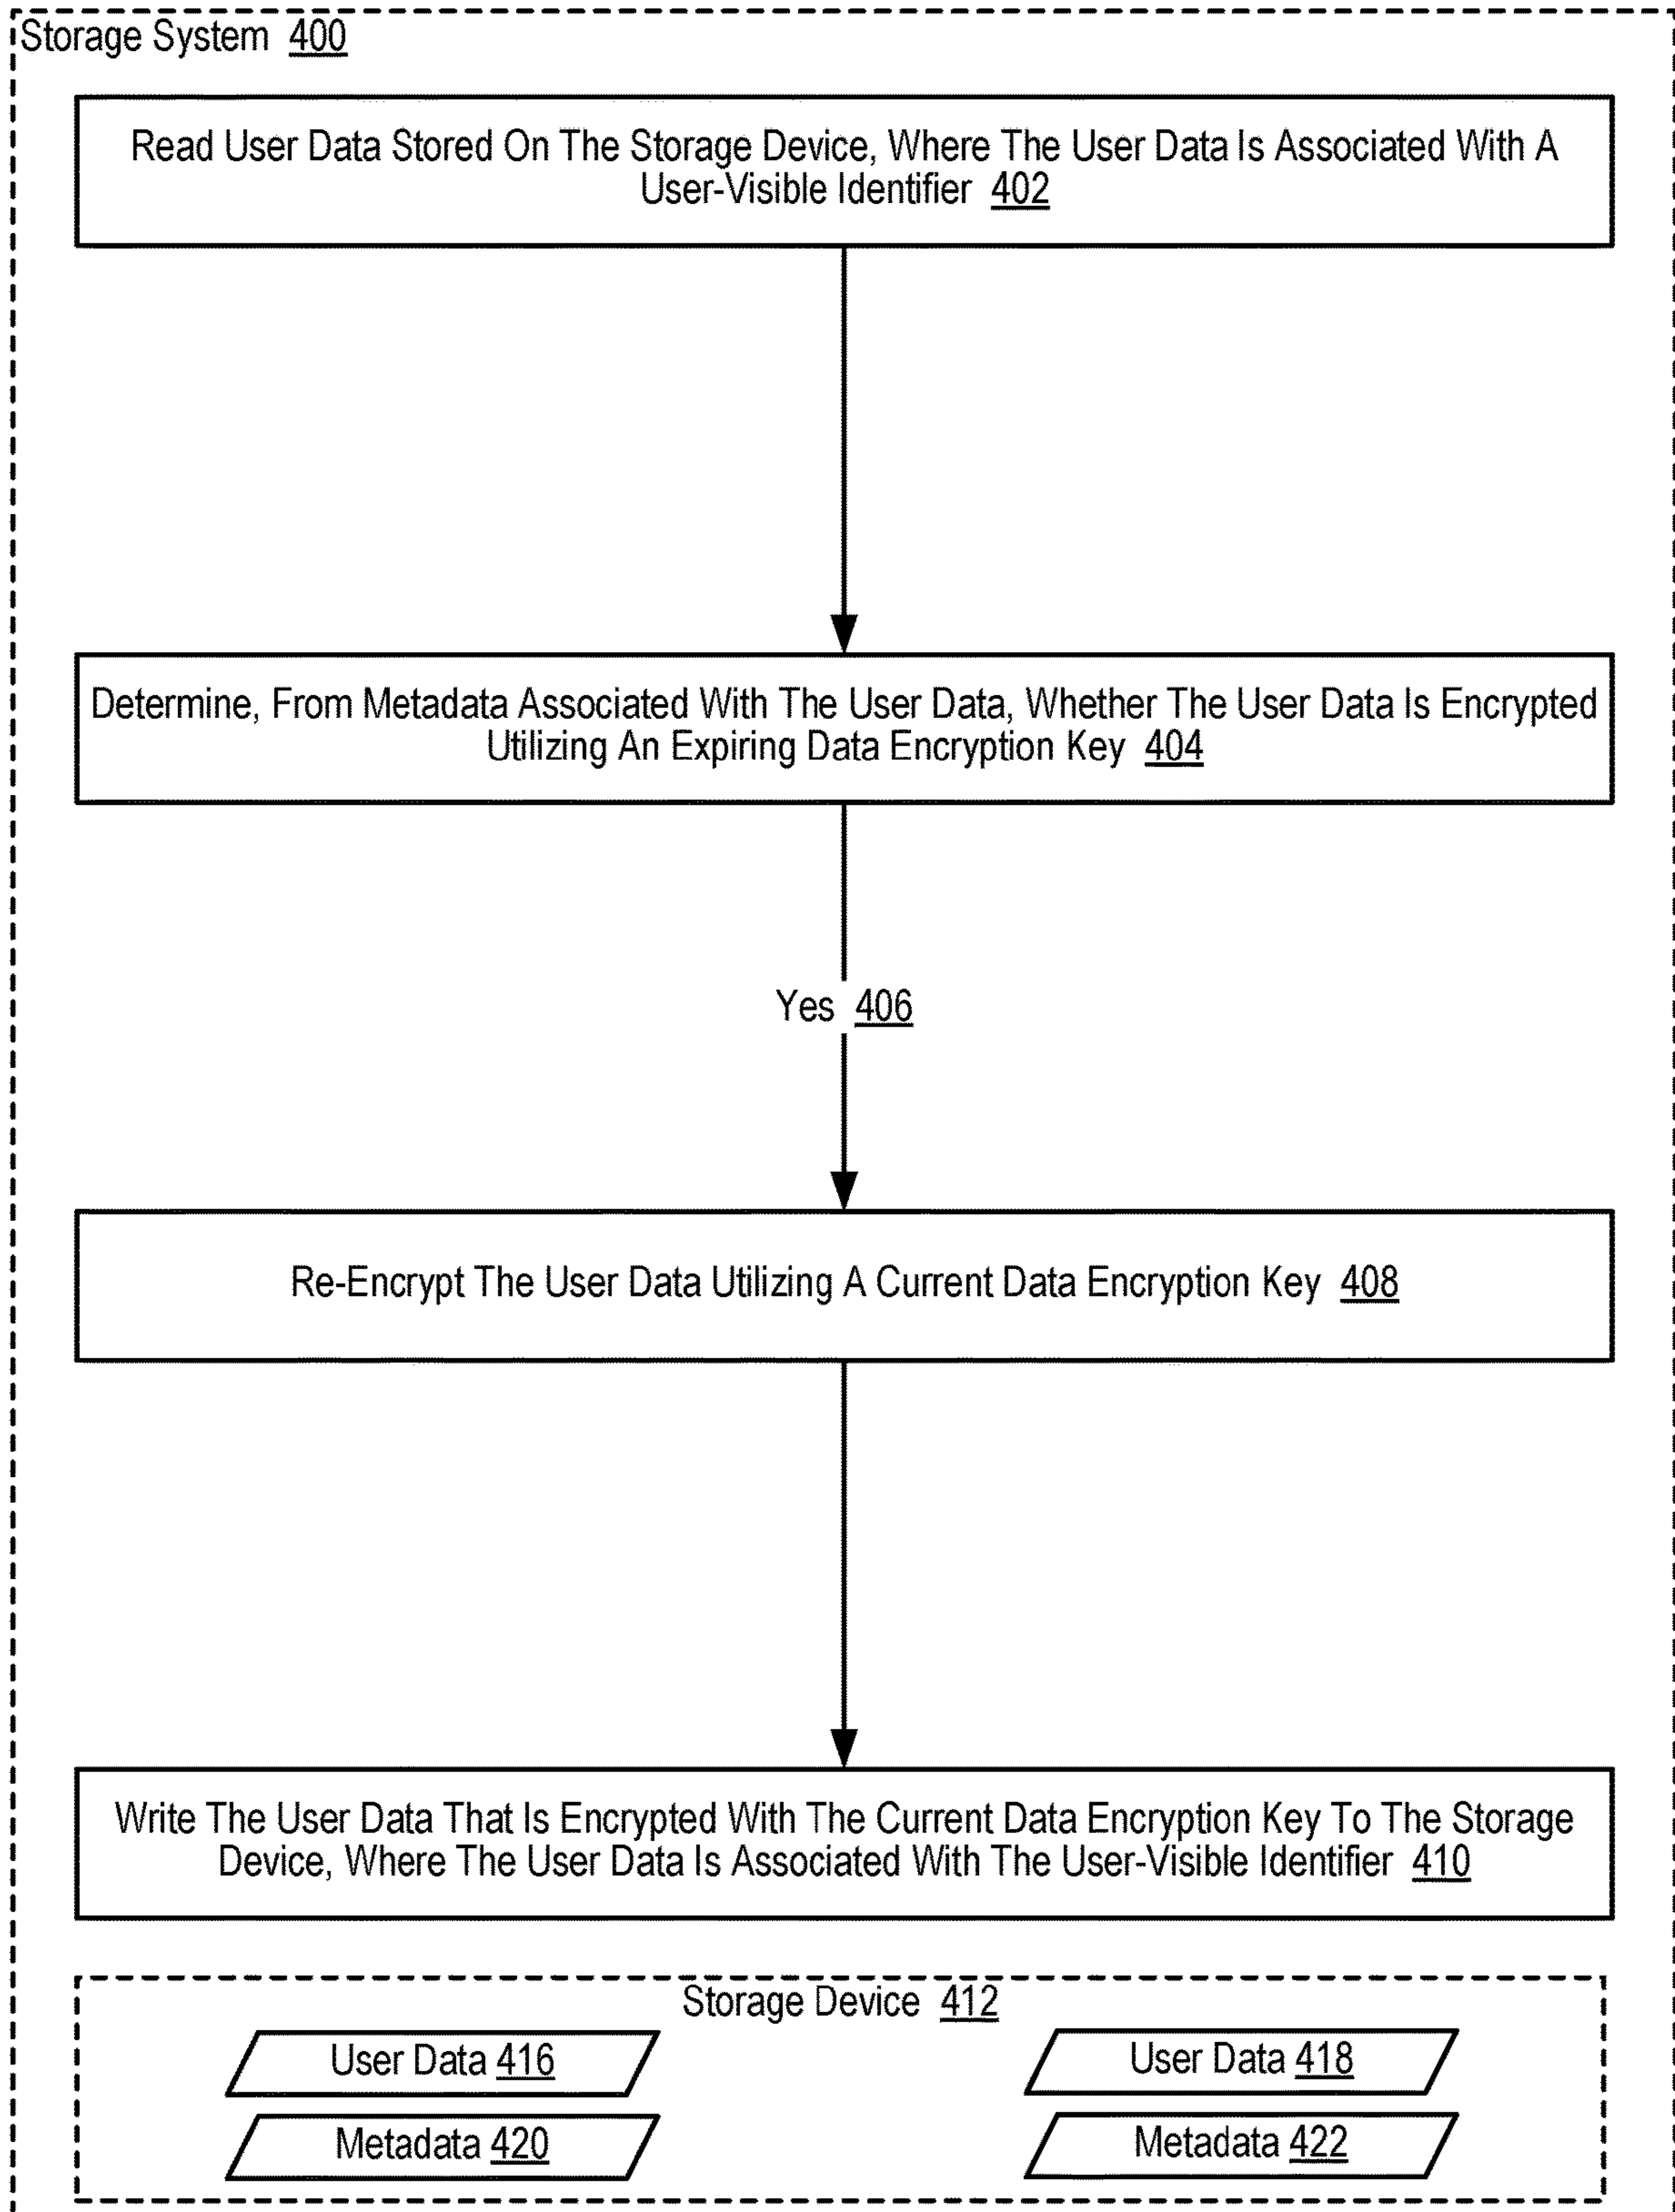 Storage System 400
Read User Data Stored On The Storage Device, Where The User Data Is Associated With A
User-Visible Identifier 402
Determine, From Metadata Associated With The User Data, Whether The User Data Is Encrypted
Utilizing An Expiring Data Encryption Key 404
Yes 406
Re-Encrypt The User Data Utilizing A Current Data Encryption Key 408
Write The User Data That Is Encrypted With The Current Data Encryption Key To The Storage
Device, Where The User Data Is Associated With The User-Visible Identifier 410
Storage Device 412
User Data 416
User Data 418
Metadata 420
Metadata 422